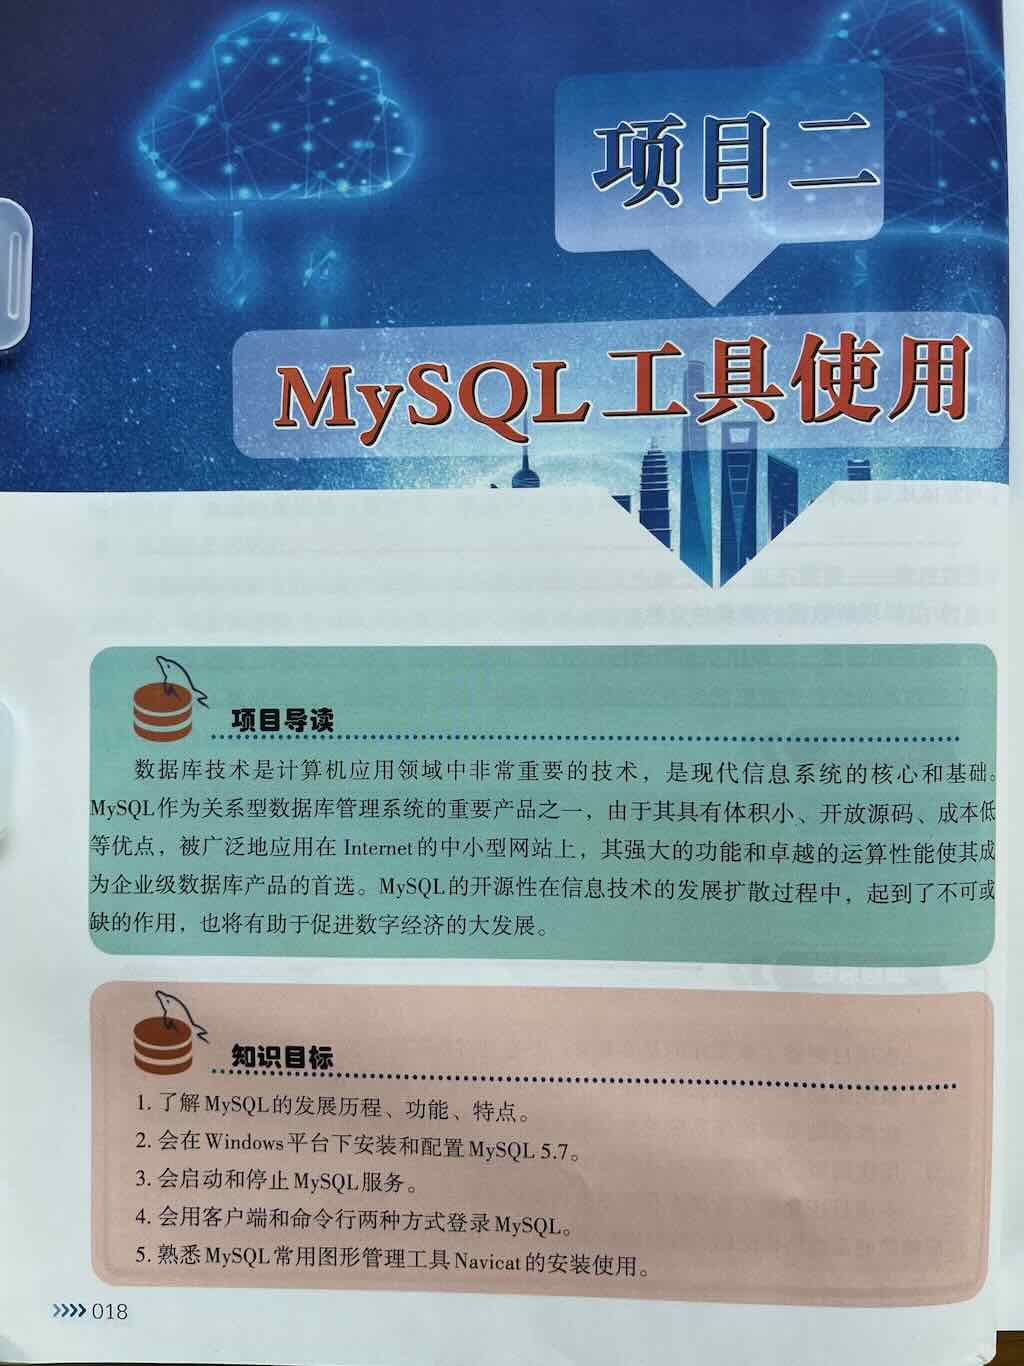 项目二
MySQL工具使用
项目导读
数据库技术是计算机应用领域中非常重要的技术，是现代信息系统的核心和基础。
MySQL作为关系型数据库管理系统的重要产品之一，由于其具有体积小、开放源码、成本低
等优点，被广泛地应用在 Internet的中小型网站上，其强大的功能和卓越的运算性能使其成
为企业级数据库产品的首选。MySQL的开源性在信息技术的发展扩散过程中，起到了不可或
缺的作用，也将有助于促进数字经济的大发展。
知识目标
1. 了解MySQL的发展历程、功能、特点。
2. 会在Windows平台下安装和配置MySQL 5.7。
3. 会启动和停止MySQL服务。
4. 会用客户端和命令行两种方式登录MySQL。
5. 熟悉MySQL常用图形管理工具Navicat的安装使用。
>>>> 018